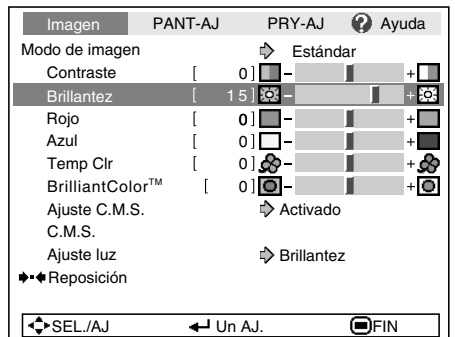 Imagen PANT-AJ PRY-AJ ? Ayuda
Modo de imagen Estándar
Contraste [ 0] - +
Brillantez [ 15] - +
Rojo [ 0] - +
Azul [ 0] - +
Temp Clr [ 0] - +
BrilliantColor™ [ 0] - +
Ajuste C.M.S. Activado
C.M.S.
Ajuste luz Brillantez
Reposición
SEL./AJ Un AJ. FIN